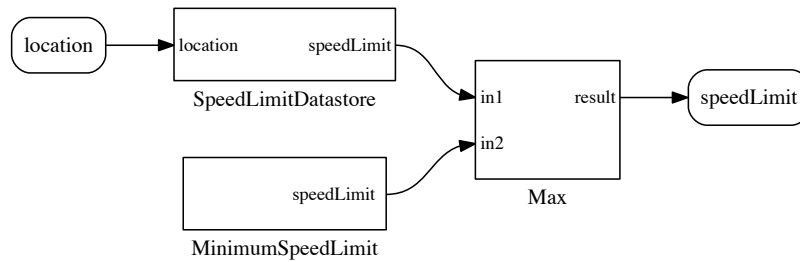 location
location
speedLimit
SpeedLimitDatastore
speedLimit
MinimumSpeedLimit
in1
in2
result
Max
speedLimit